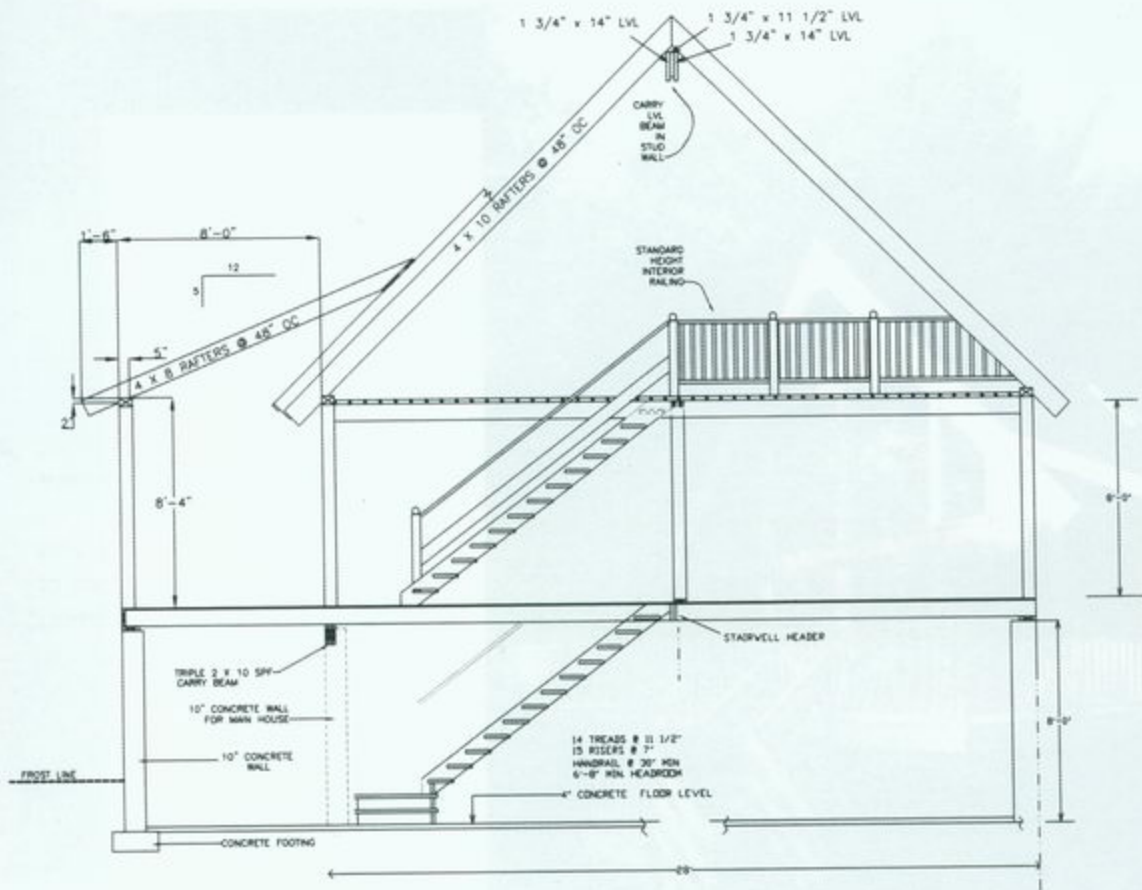 1 3/4" x 14" LVL
1 3/4" x 11 1/2" LVL
1 3/4" x 14" LVL
CARRY
LVL
BEAM
IN
STUD
WALL
4 X 10 RAFTERS @ 48" OC
1'-6"
8'-0"
12
5
STANDARD
HEIGHT
INTERIOR
RAILING
4 X 8 RAFTERS @ 48" OC
5"
2
8'-4"
8'-0"
STAIRWELL HEADER
TRIPLE 2 X 10 SPF
CARRY BEAM
10" CONCRETE WALL
FOR MAIN HOUSE
10" CONCRETE
WALL
8'-0"
14 TREADS @ 11 1/2"
15 RISERS @ 7"
HANDRAIL @ 30" MIN
6'-8" MIN. HEADROOM
FROST LINE
4" CONCRETE FLOOR LEVEL
CONCRETE FOOTING
28'